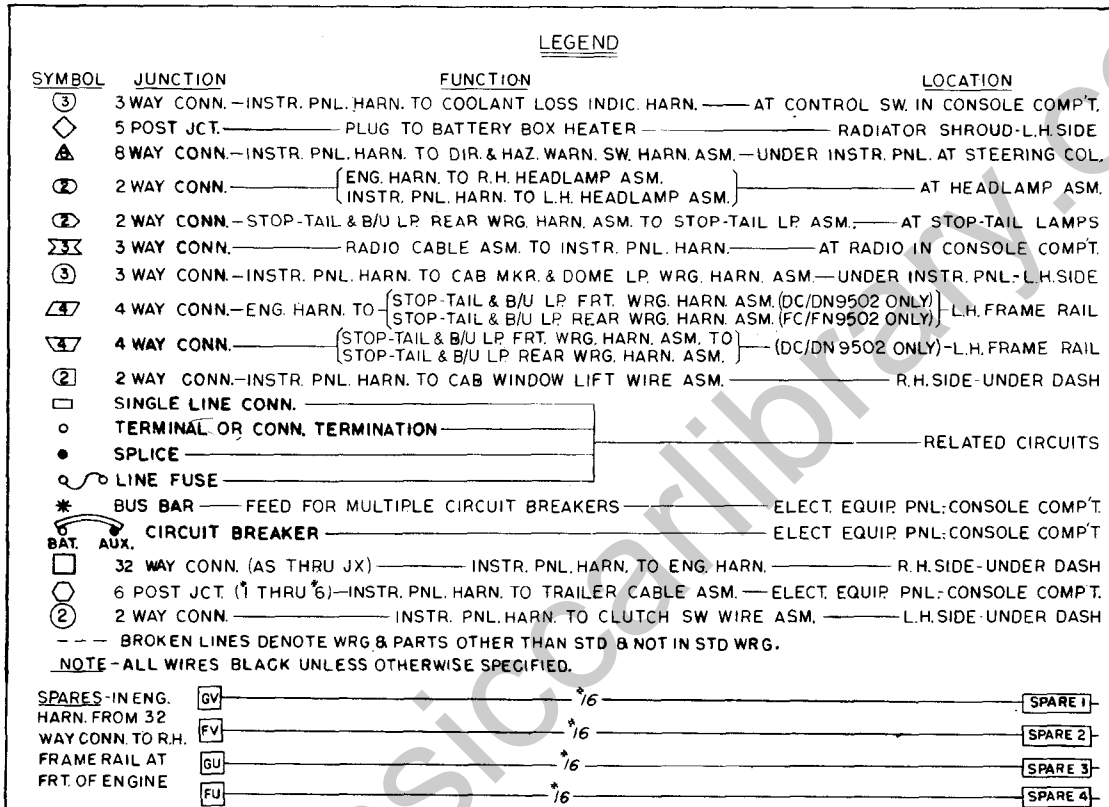 LEGEND
SYMBOL JUNCTION FUNCTION LOCATION
3 3 WAY CONN.-INSTR. PNL. HARN. TO COOLANT LOSS INDIC. HARN. AT CONTROL SW. IN CONSOLE COMP'T.
5 POST JCT. PLUG TO BATTERY BOX HEATER RADIATOR SHROUD-L.H. SIDE
8 8 WAY CONN.-INSTR. PNL. HARN. TO DIR. & HAZ. WARN. SW. HARN. ASM.-UNDER INSTR. PNL. AT STEERING COL.
2 2 WAY CONN. ENG. HARN. TO R.H. HEADLAMP ASM. AT HEADLAMP ASM.
INSTR. PNL. HARN. TO L.H. HEADLAMP ASM.
2 2 WAY CONN.-STOP-TAIL & B/U LP. REAR WRG. HARN. ASM. TO STOP-TAIL LP. ASM. AT STOP-TAIL LAMPS
3 3 WAY CONN. RADIO CABLE ASM. TO INSTR. PNL. HARN. AT RADIO IN CONSOLE COMPT.
3 3 WAY CONN.-INSTR. PNL. HARN. TO CAB MKR. & DOME LP. WRG. HARN. ASM.-UNDER INSTR. PNL.-L.H. SIDE
4 4 WAY CONN.-ENG. HARN. TO STOP-TAIL & B/U LP. FRT. WRG. HARN. ASM. (DC/DN9502 ONLY) L.H. FRAME RAIL
STOP-TAIL & B/U LP. REAR WRG. HARN. ASM. (FC/FN9502 ONLY)
4 4 WAY CONN. STOP-TAIL & B/U LP. FRT. WRG. HARN. ASM. TO (DC/DN 9502 ONLY)-L.H. FRAME RAIL
STOP-TAIL & B/U LP. REAR WRG. HARN. ASM.
2 2 WAY CONN.-INSTR. PNL. HARN. TO CAB WINDOW LIFT WIRE ASM. R.H. SIDE-UNDER DASH
SINGLE LINE CONN.
TERMINAL OR CONN. TERMINATION RELATED CIRCUITS
SPLICE
LINE FUSE
* BUS BAR FEED FOR MULTIPLE CIRCUIT BREAKERS ELECT. EQUIP. PNL.-CONSOLE COMP'T.
BAT. AUX. CIRCUIT BREAKER ELECT. EQUIP. PNL.-CONSOLE COMP'T
32 WAY CONN. (AS THRU JX) INSTR. PNL. HARN. TO ENG. HARN. R.H. SIDE-UNDER DASH
6 POST JCT. (#1 THRU #6)-INSTR. PNL. HARN. TO TRAILER CABLE ASM. ELECT. EQUIP. PNL.-CONSOLE COMP'T.
2 2 WAY CONN. INSTR. PNL. HARN. TO CLUTCH SW WIRE ASM. L.H. SIDE-UNDER DASH
--- BROKEN LINES DENOTE WRG & PARTS OTHER THAN STD & NOT IN STD WRG.
NOTE-ALL WIRES BLACK UNLESS OTHERWISE SPECIFIED.
SPARES-IN ENG.
HARN. FROM 32
WAY CONN. TO R.H.
FRAME RAIL AT
FRT. OF ENGINE
GV #16 SPARE 1
FV #16 SPARE 2
GU #16 SPARE 3
FU #16 SPARE 4